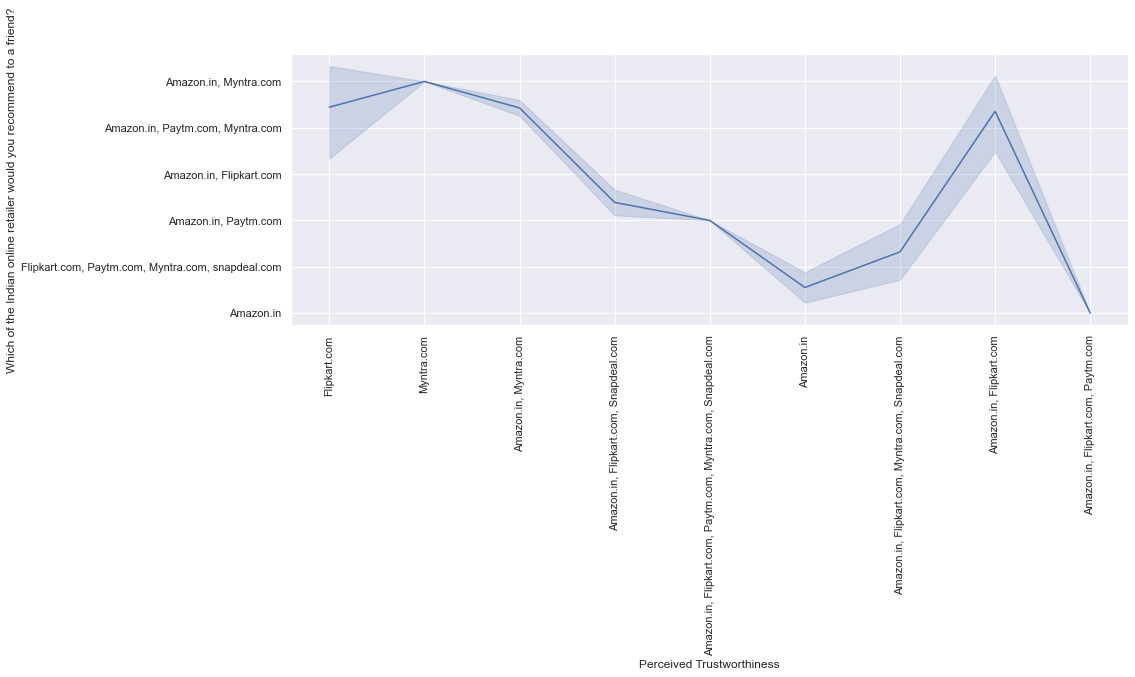 Which of the Indian online retailer would you recommend to a friend?
Amazon.in, Myntra.com
Amazon.in, Paytm.com, Myntra.com
Amazon.in, Flipkart.com
Amazon.in, Paytm.com
Flipkart.com, Paytm.com, Myntra.com, snapdeal.com
Amazon.in
Flipkart.com
Myntra.com
Amazon.in, Myntra.com
Amazon.in, Flipkart.com, Snapdeal.com
Amazon.in, Flipkart.com, Paytm.com, Myntra.com, Snapdeal.com
Amazon.in
Amazon.in, Flipkart.com, Myntra.com, Snapdeal.com
Amazon.in, Flipkart.com
Amazon.in, Flipkart.com, Paytm.com
Perceived Trustworthiness